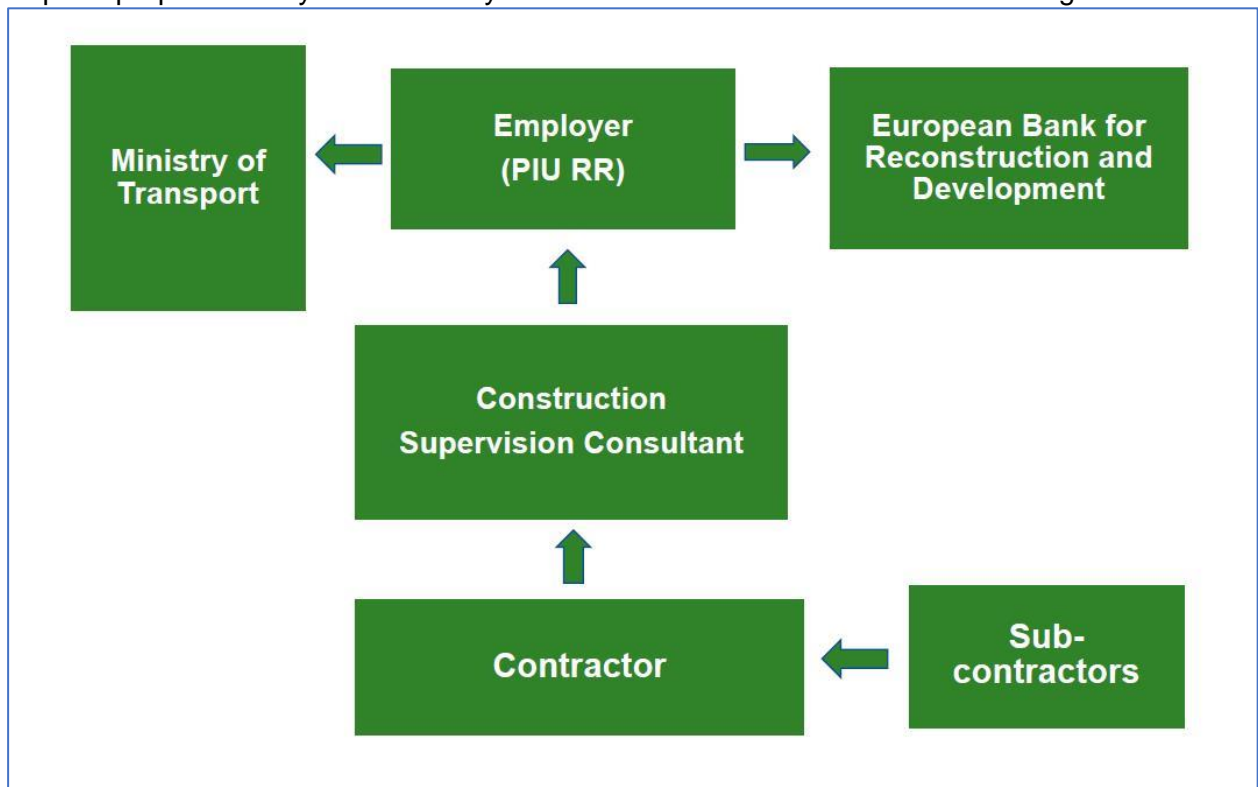 Ministry of
Transport
Employer
(PIU RR)
European Bank for
Reconstruction and
Development
Construction
Supervision Consultant
Contractor
Sub-
contractors